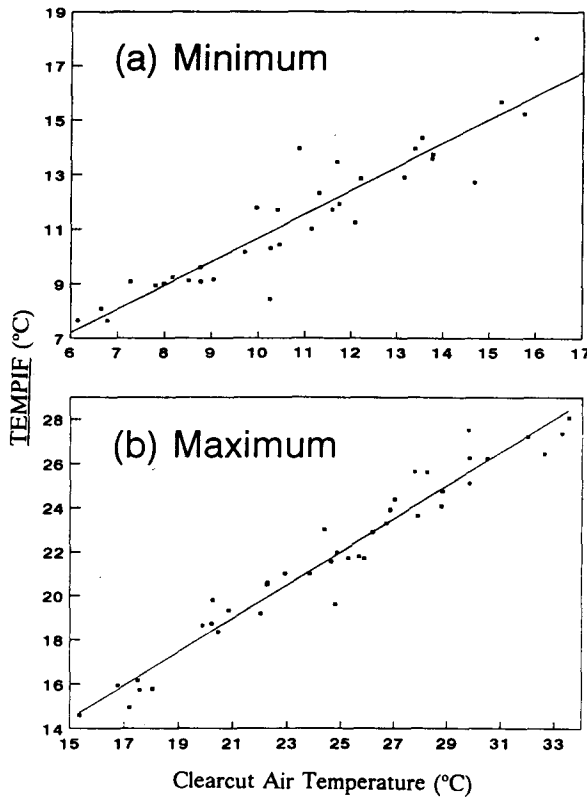 19
17
15
13
11
9
7
(a) Minimum
6 7 8 9 10 11 12 13 14 15 16 17
TEMPIF (ºC)
28
26
24
22
20
18
16
14
(b) Maximum
15 17 19 21 23 25 27 29 31 33
Clearcut Air Temperature (ºC)